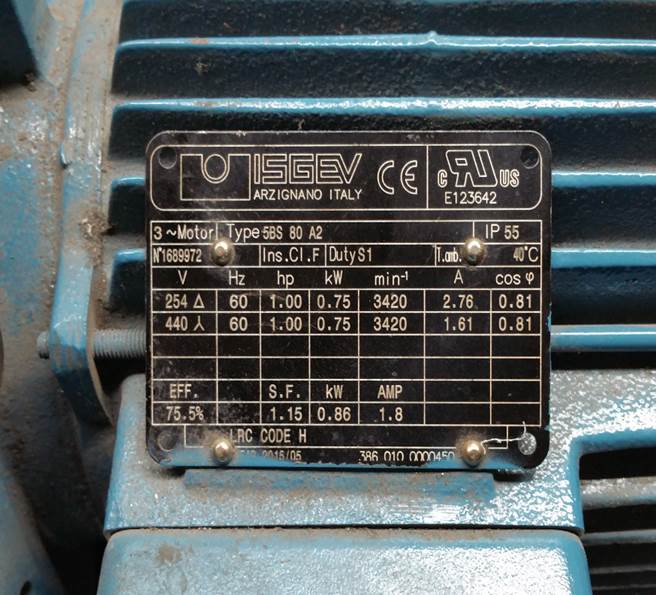 ISGEV
ARZIGNANO ITALY
CE
c RU US
E123642
3~Motor Type 5BS 80 A2 IP 55
N°1689972 Ins.Cl.F Duty S1 T.amb. 40°C
V Hz hp kW min-1 A cos φ
254 Δ 60 1.00 0.75 3420 2.76 0.81
440 ⅄ 60 1.00 0.75 3420 1.61 0.81
EFF. S.F. kW AMP
75.5% 1.15 0.86 1.8
LRC CODE H
2016/05 386 010 0000450